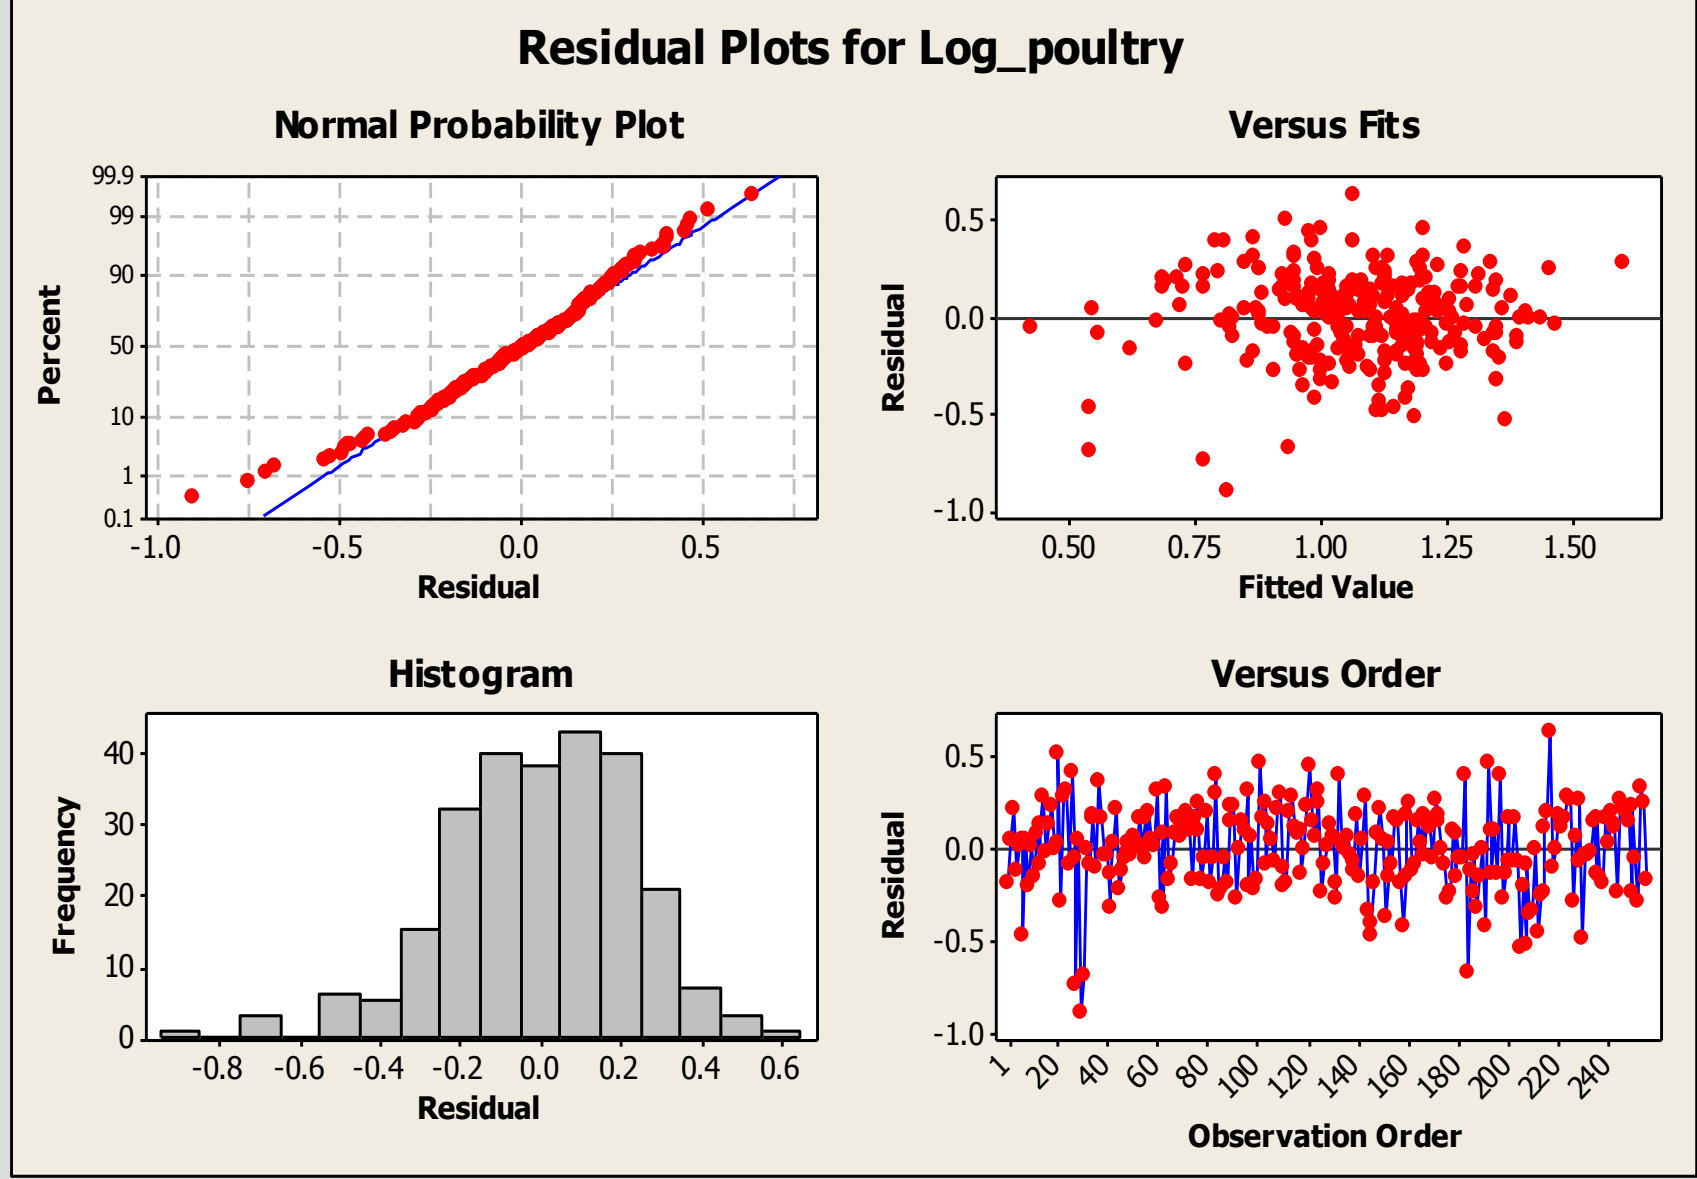 Residual Plots for Log_poultry
Normal Probability Plot
99.9
99
90
50
10
1
0.1
Percent
-1.0 -0.5 0.0 0.5
Residual
Versus Fits
0.5
0.0
-0.5
-1.0
Residual
0.50 0.75 1.00 1.25 1.50
Fitted Value
Histogram
40
30
20
10
0
Frequency
-0.8 -0.6 -0.4 -0.2 0.0 0.2 0.4 0.6
Residual
Versus Order
0.5
0.0
-0.5
-1.0
Residual
1 20 40 60 80 100 120 140 160 180 200 220 240
Observation Order